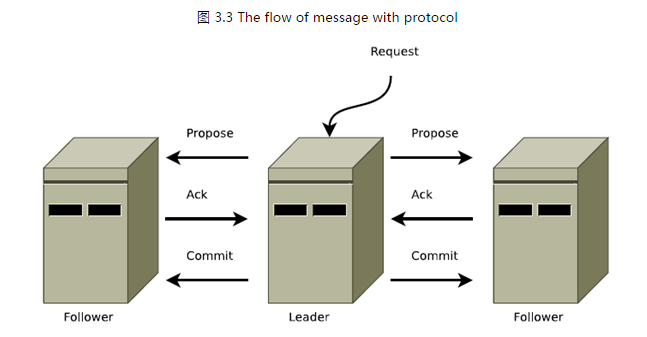 图 3.3 The flow of message with protocol
Request
Propose
Propose
Ack
Ack
Commit
Commit
Follower
Leader
Follower